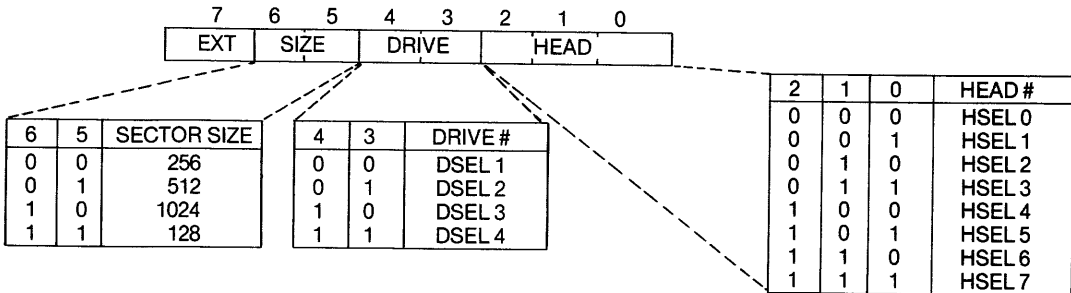 7 6 5 4 3 2 1 0
EXT SIZE DRIVE HEAD
6 5 SECTOR SIZE
0 0 256
0 1 512
1 0 1024
1 1 128
4 3 DRIVE #
0 0 DSEL 1
0 1 DSEL 2
1 0 DSEL 3
1 1 DSEL 4
2 1 0 HEAD #
0 0 0 HSEL 0
0 0 1 HSEL 1
0 1 0 HSEL 2
0 1 1 HSEL 3
1 0 0 HSEL 4
1 0 1 HSEL 5
1 1 0 HSEL 6
1 1 1 HSEL 7